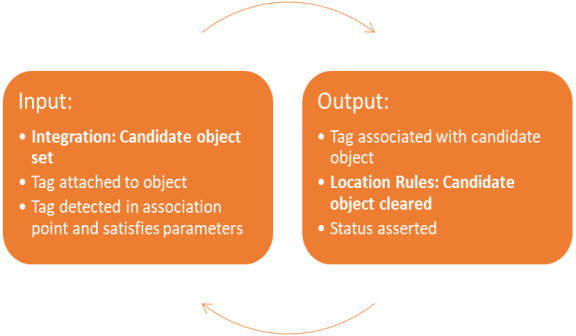 Input:
• Integration: Candidate object
set
• Tag attached to object
• Tag detected in association
point and satisfies parameters
Output:
• Tag associated with candidate
object
• Location Rules: Candidate
object cleared
• Status asserted